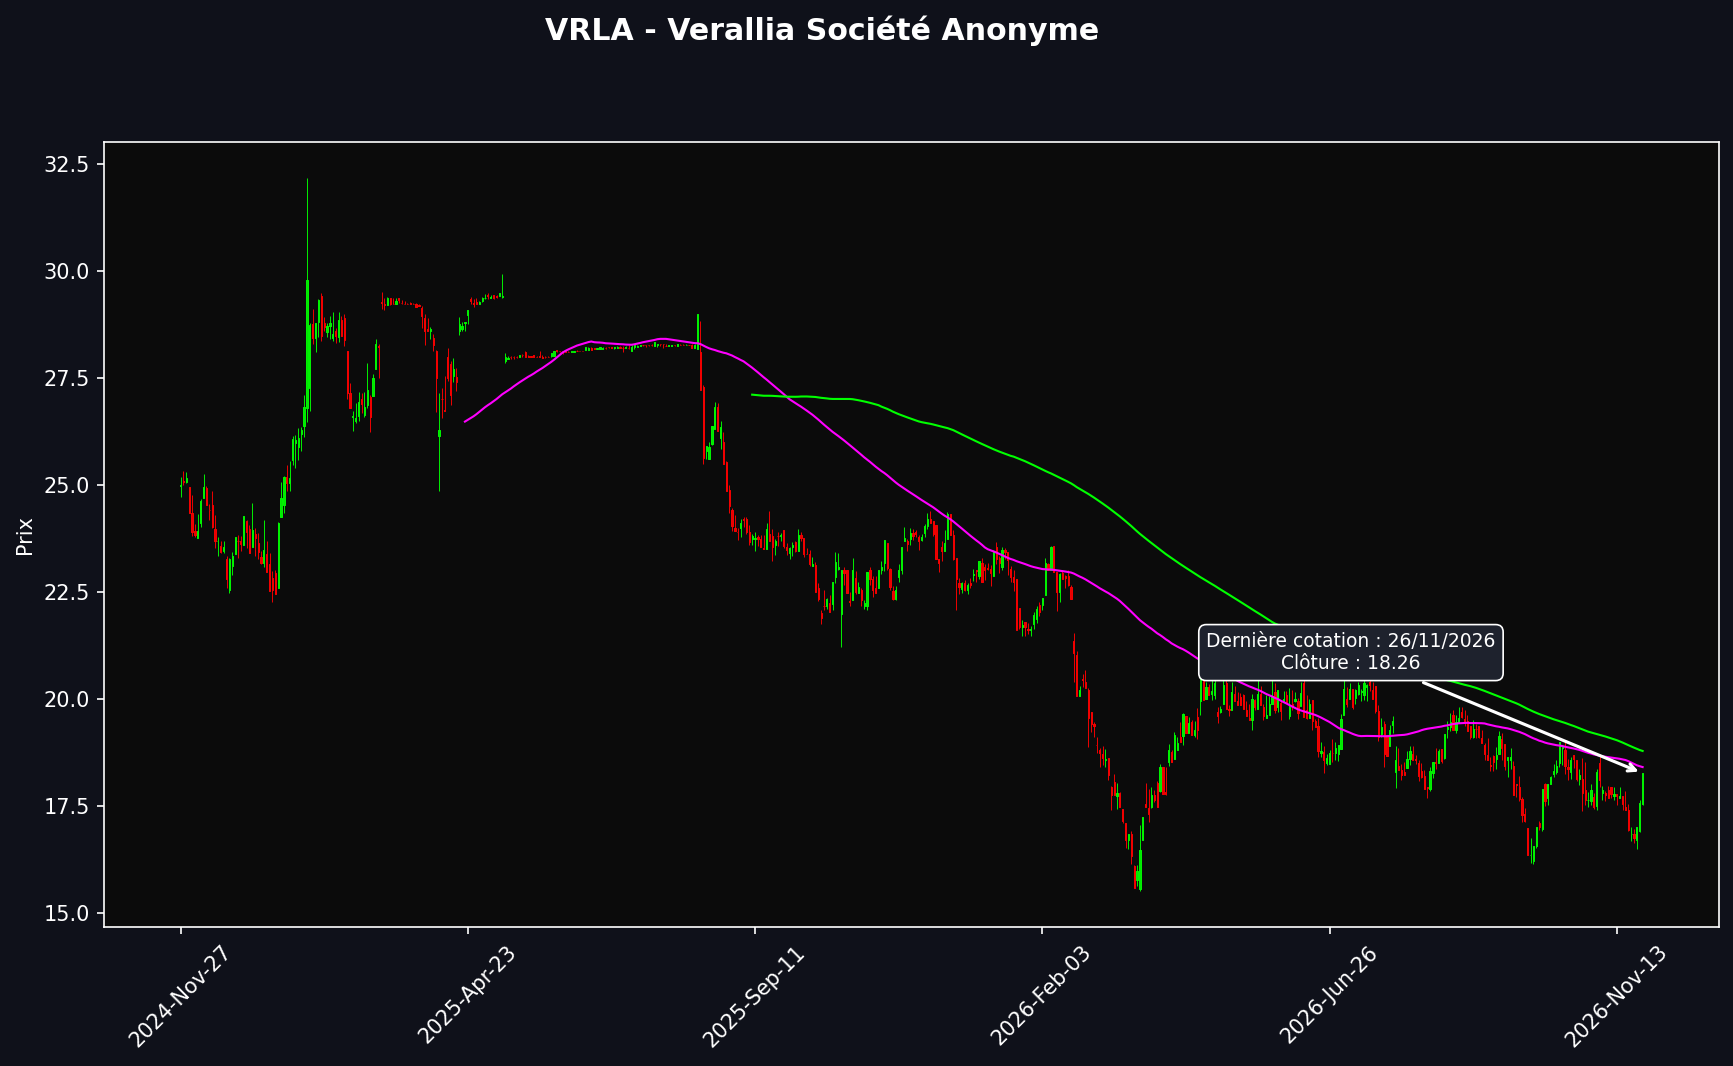 VRLA - Verallia Société Anonyme
Prix
32.5
30.0
27.5
25.0
22.5
20.0
17.5
15.0
Dernière cotation : 26/11/2026
Clôture : 18.26
2024-Nov-27
2025-Apr-23
2025-Sep-11
2026-Feb-03
2026-Jun-26
2026-Nov-13